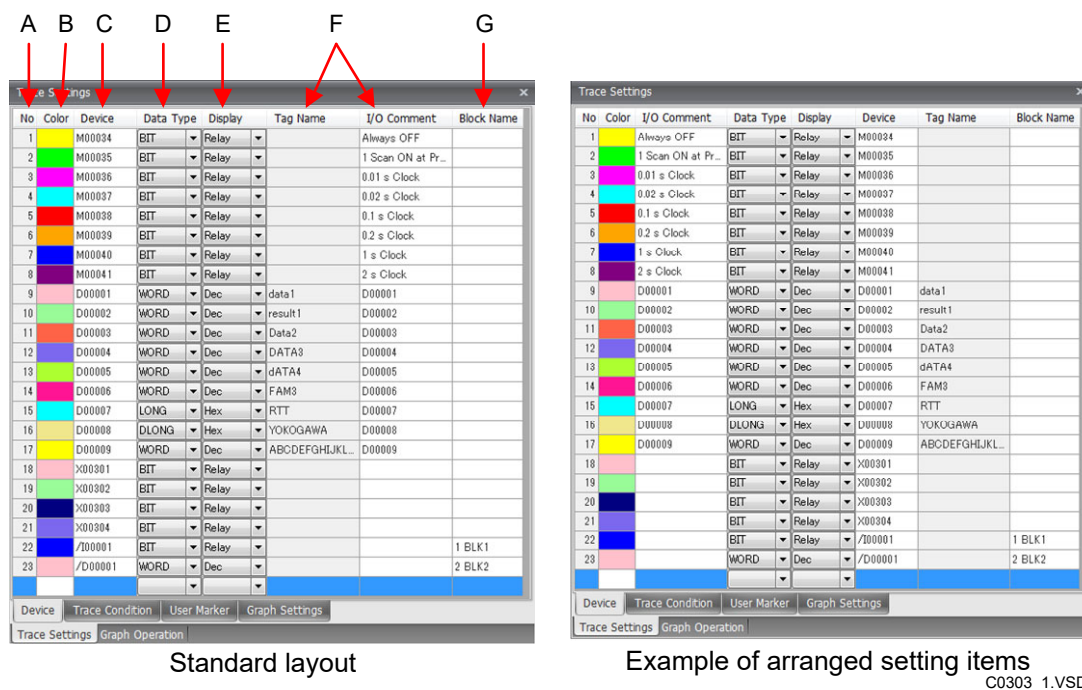 A B C D E F G
Trace Settings ×
No Color Device Data Type Display Tag Name I/O Comment Block Name
1 M00034 BIT Relay Always OFF
2 M00035 BIT Relay 1 Scan ON at Pr...
3 M00036 BIT Relay 0.01 s Clock
4 M00037 BIT Relay 0.02 s Clock
5 M00038 BIT Relay 0.1 s Clock
6 M00039 BIT Relay 0.2 s Clock
7 M00040 BIT Relay 1 s Clock
8 M00041 BIT Relay 2 s Clock
9 D00001 WORD Dec data1 D00001
10 D00002 WORD Dec result1 D00002
11 D00003 WORD Dec Data2 D00003
12 D00004 WORD Dec DATA3 D00004
13 D00005 WORD Dec dATA4 D00005
14 D00006 WORD Dec FAM3 D00006
15 D00007 LONG Hex RTT D00007
16 D00008 DLONG Hex YOKOGAWA D00008
17 D00009 WORD Dec ABCDEFGHIJKL... D00009
18 X00301 BIT Relay
19 X00302 BIT Relay
20 X00303 BIT Relay
21 X00304 BIT Relay
22 /I00001 BIT Relay 1 BLK1
23 /D00001 WORD Dec 2 BLK2
Device Trace Condition User Marker Graph Settings
Trace Settings Graph Operation
Standard layout
Trace Settings ×
No Color I/O Comment Data Type Display Device Tag Name Block Name
1 Always OFF BIT Relay M00034
2 1 Scan ON at Pr... BIT Relay M00035
3 0.01 s Clock BIT Relay M00036
4 0.02 s Clock BIT Relay M00037
5 0.1 s Clock BIT Relay M00038
6 0.2 s Clock BIT Relay M00039
7 1 s Clock BIT Relay M00040
8 2 s Clock BIT Relay M00041
9 D00001 WORD Dec D00001 data1
10 D00002 WORD Dec D00002 result1
11 D00003 WORD Dec D00003 Data2
12 D00004 WORD Dec D00004 DATA3
13 D00005 WORD Dec D00005 dATA4
14 D00006 WORD Dec D00006 FAM3
15 D00007 LONG Hex D00007 RTT
16 D00008 DLONG Hex D00008 YOKOGAWA
17 D00009 WORD Dec D00009 ABCDEFGHIJKL...
18 BIT Relay X00301
19 BIT Relay X00302
20 BIT Relay X00303
21 BIT Relay X00304
22 BIT Relay /I00001 1 BLK1
23 WORD Dec /D00001 2 BLK2
Device Trace Condition User Marker Graph Settings
Trace Settings Graph Operation
Example of arranged setting items
C0303_1.VSD